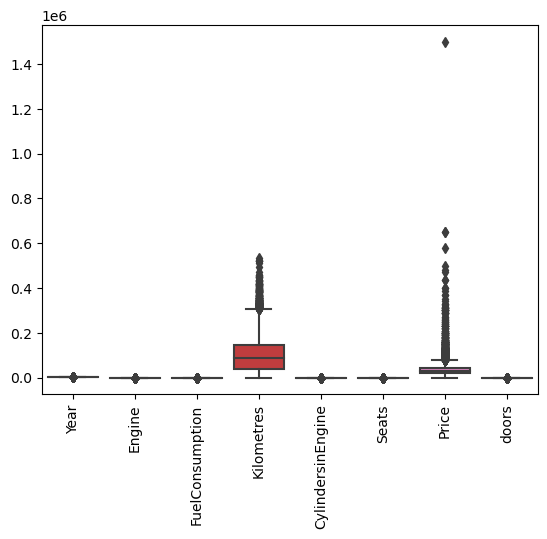 1e6
1.4
1.2
1.0
0.8
0.6
0.4
0.2
0.0
Year
Engine
FuelConsumption
Kilometres
CylindersinEngine
Seats
Price
doors